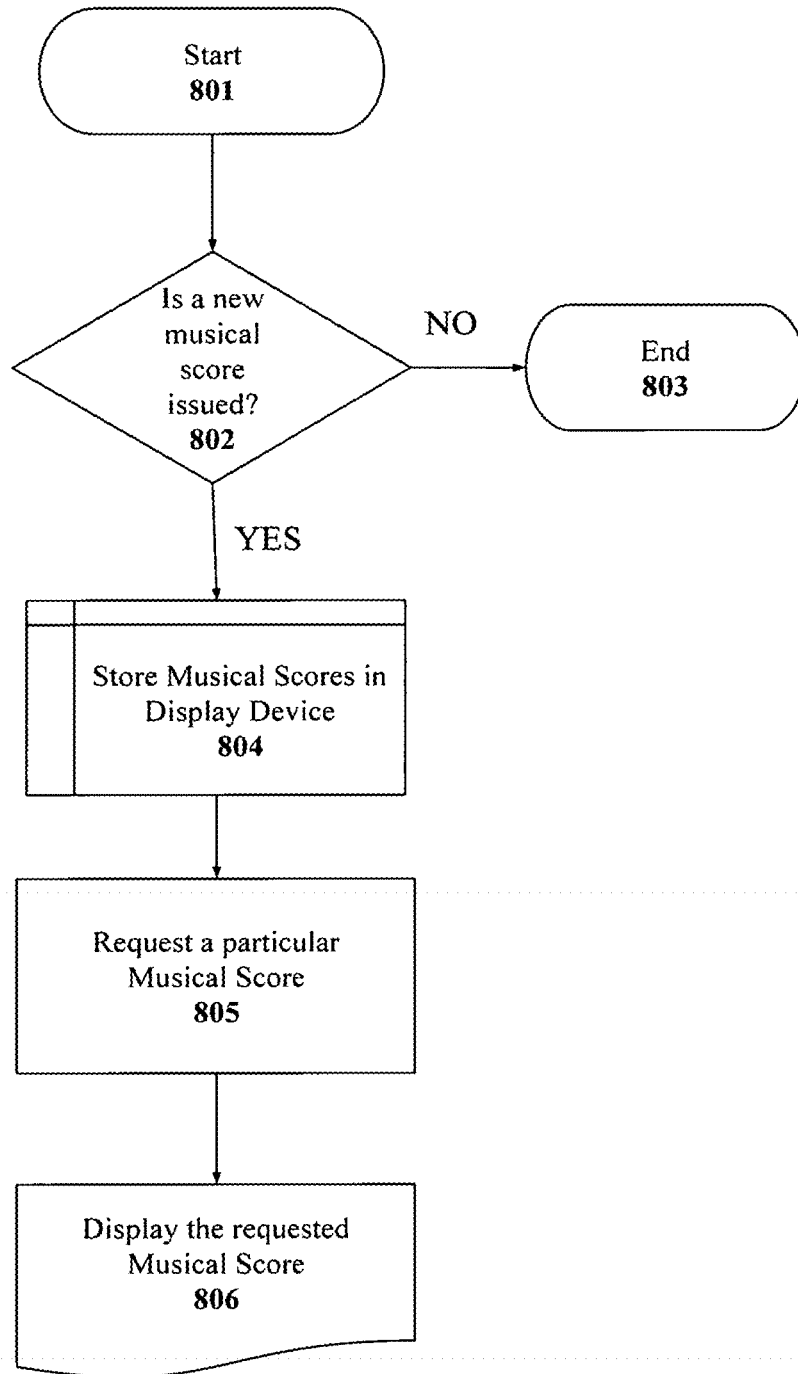 Start
801
Is a new
musical
score
issued?
802
NO
End
803
YES
Store Musical Scores in
Display Device
804
Request a particular
Musical Score
805
Display the requested
Musical Score
806